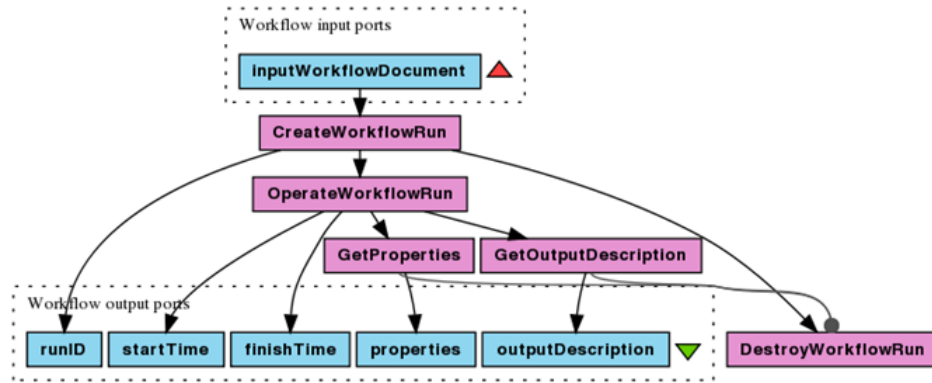 Workflow input ports
inputWorkflowDocument
CreateWorkflowRun
OperateWorkflowRun
GetProperties GetOutputDescription
Workflow output ports
runID startTime finishTime properties outputDescription DestroyWorkflowRun